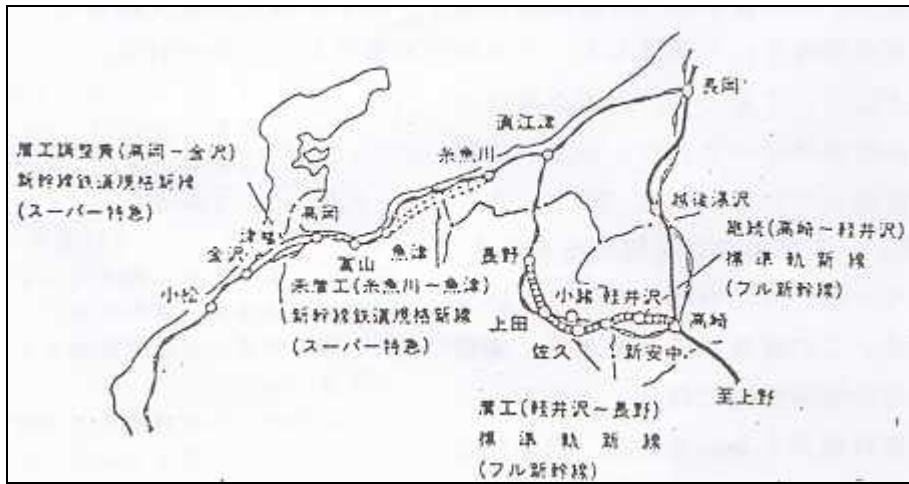 長岡
直江津
糸魚川
着工調整費(高岡－金沢)
新幹線鉄道規格新線
(スーパー特急)
越後湯沢
高岡
津幡
金沢
富山
魚津
長野
継続(高崎～軽井沢)
標準軌新線
(フル新幹線)
小松
未着工(糸魚川～魚津)
新幹線鉄道規格新線
(スーパー特急)
小諸
軽井沢
上田
高崎
佐久
新安中
至上野
着工(軽井沢～長野)
標準軌新線
(フル新幹線)